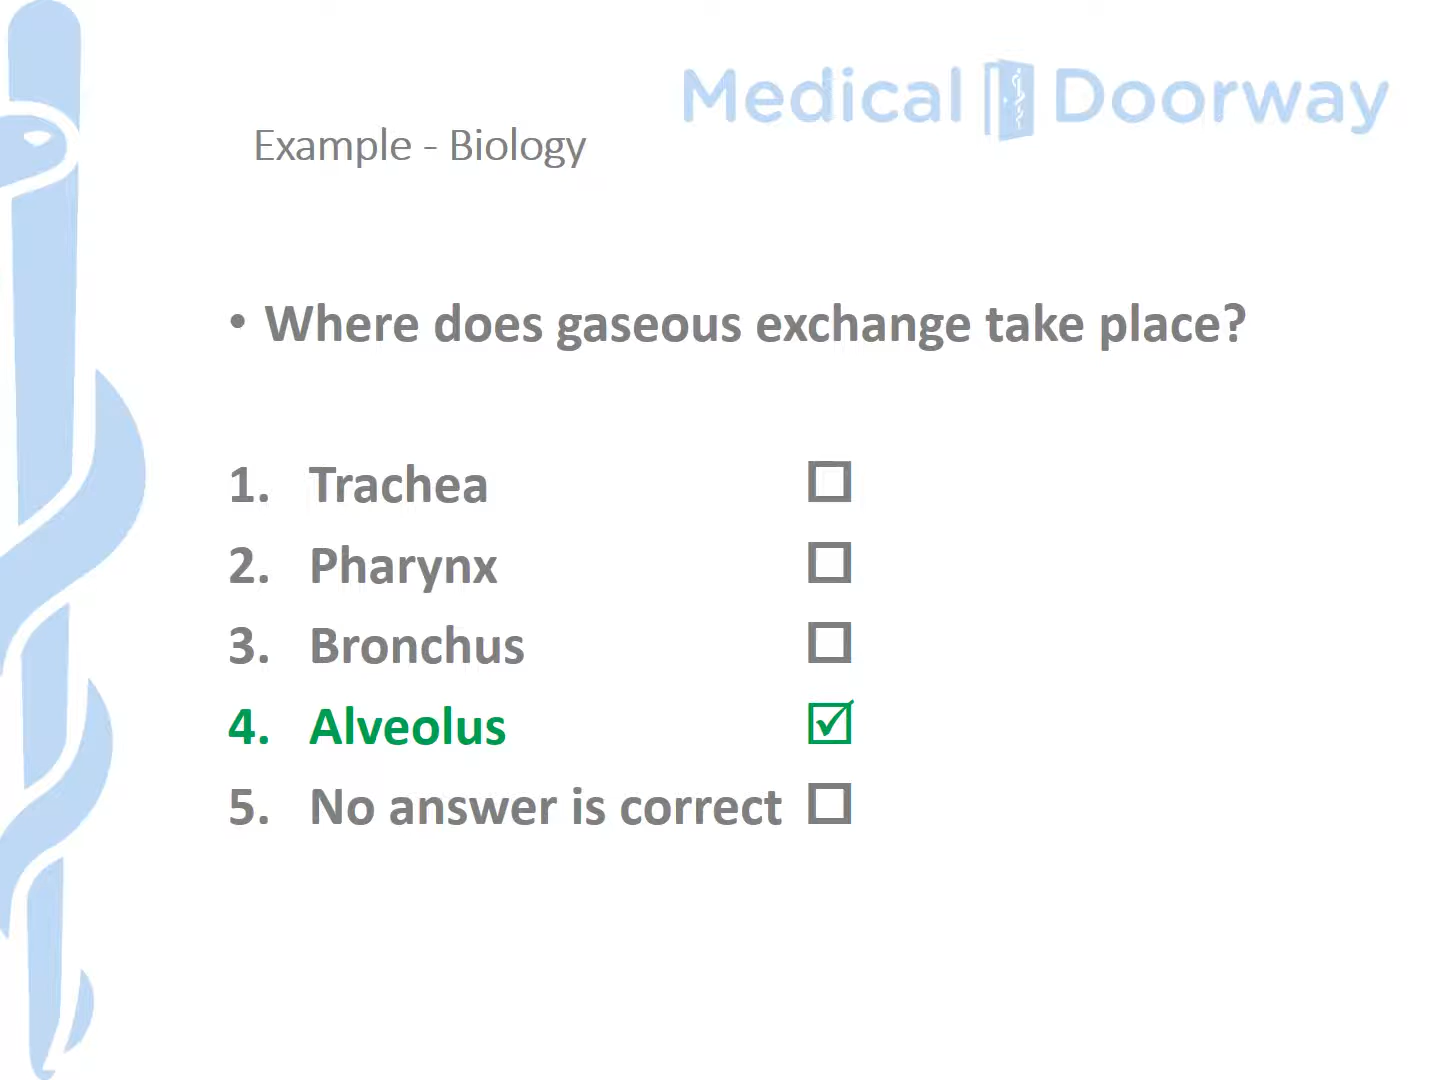 Medical Doorway
Example - Biology
• Where does gaseous exchange take place?
1. Trachea ☐
2. Pharynx ☐
3. Bronchus ☐
4. Alveolus ☑
5. No answer is correct ☐